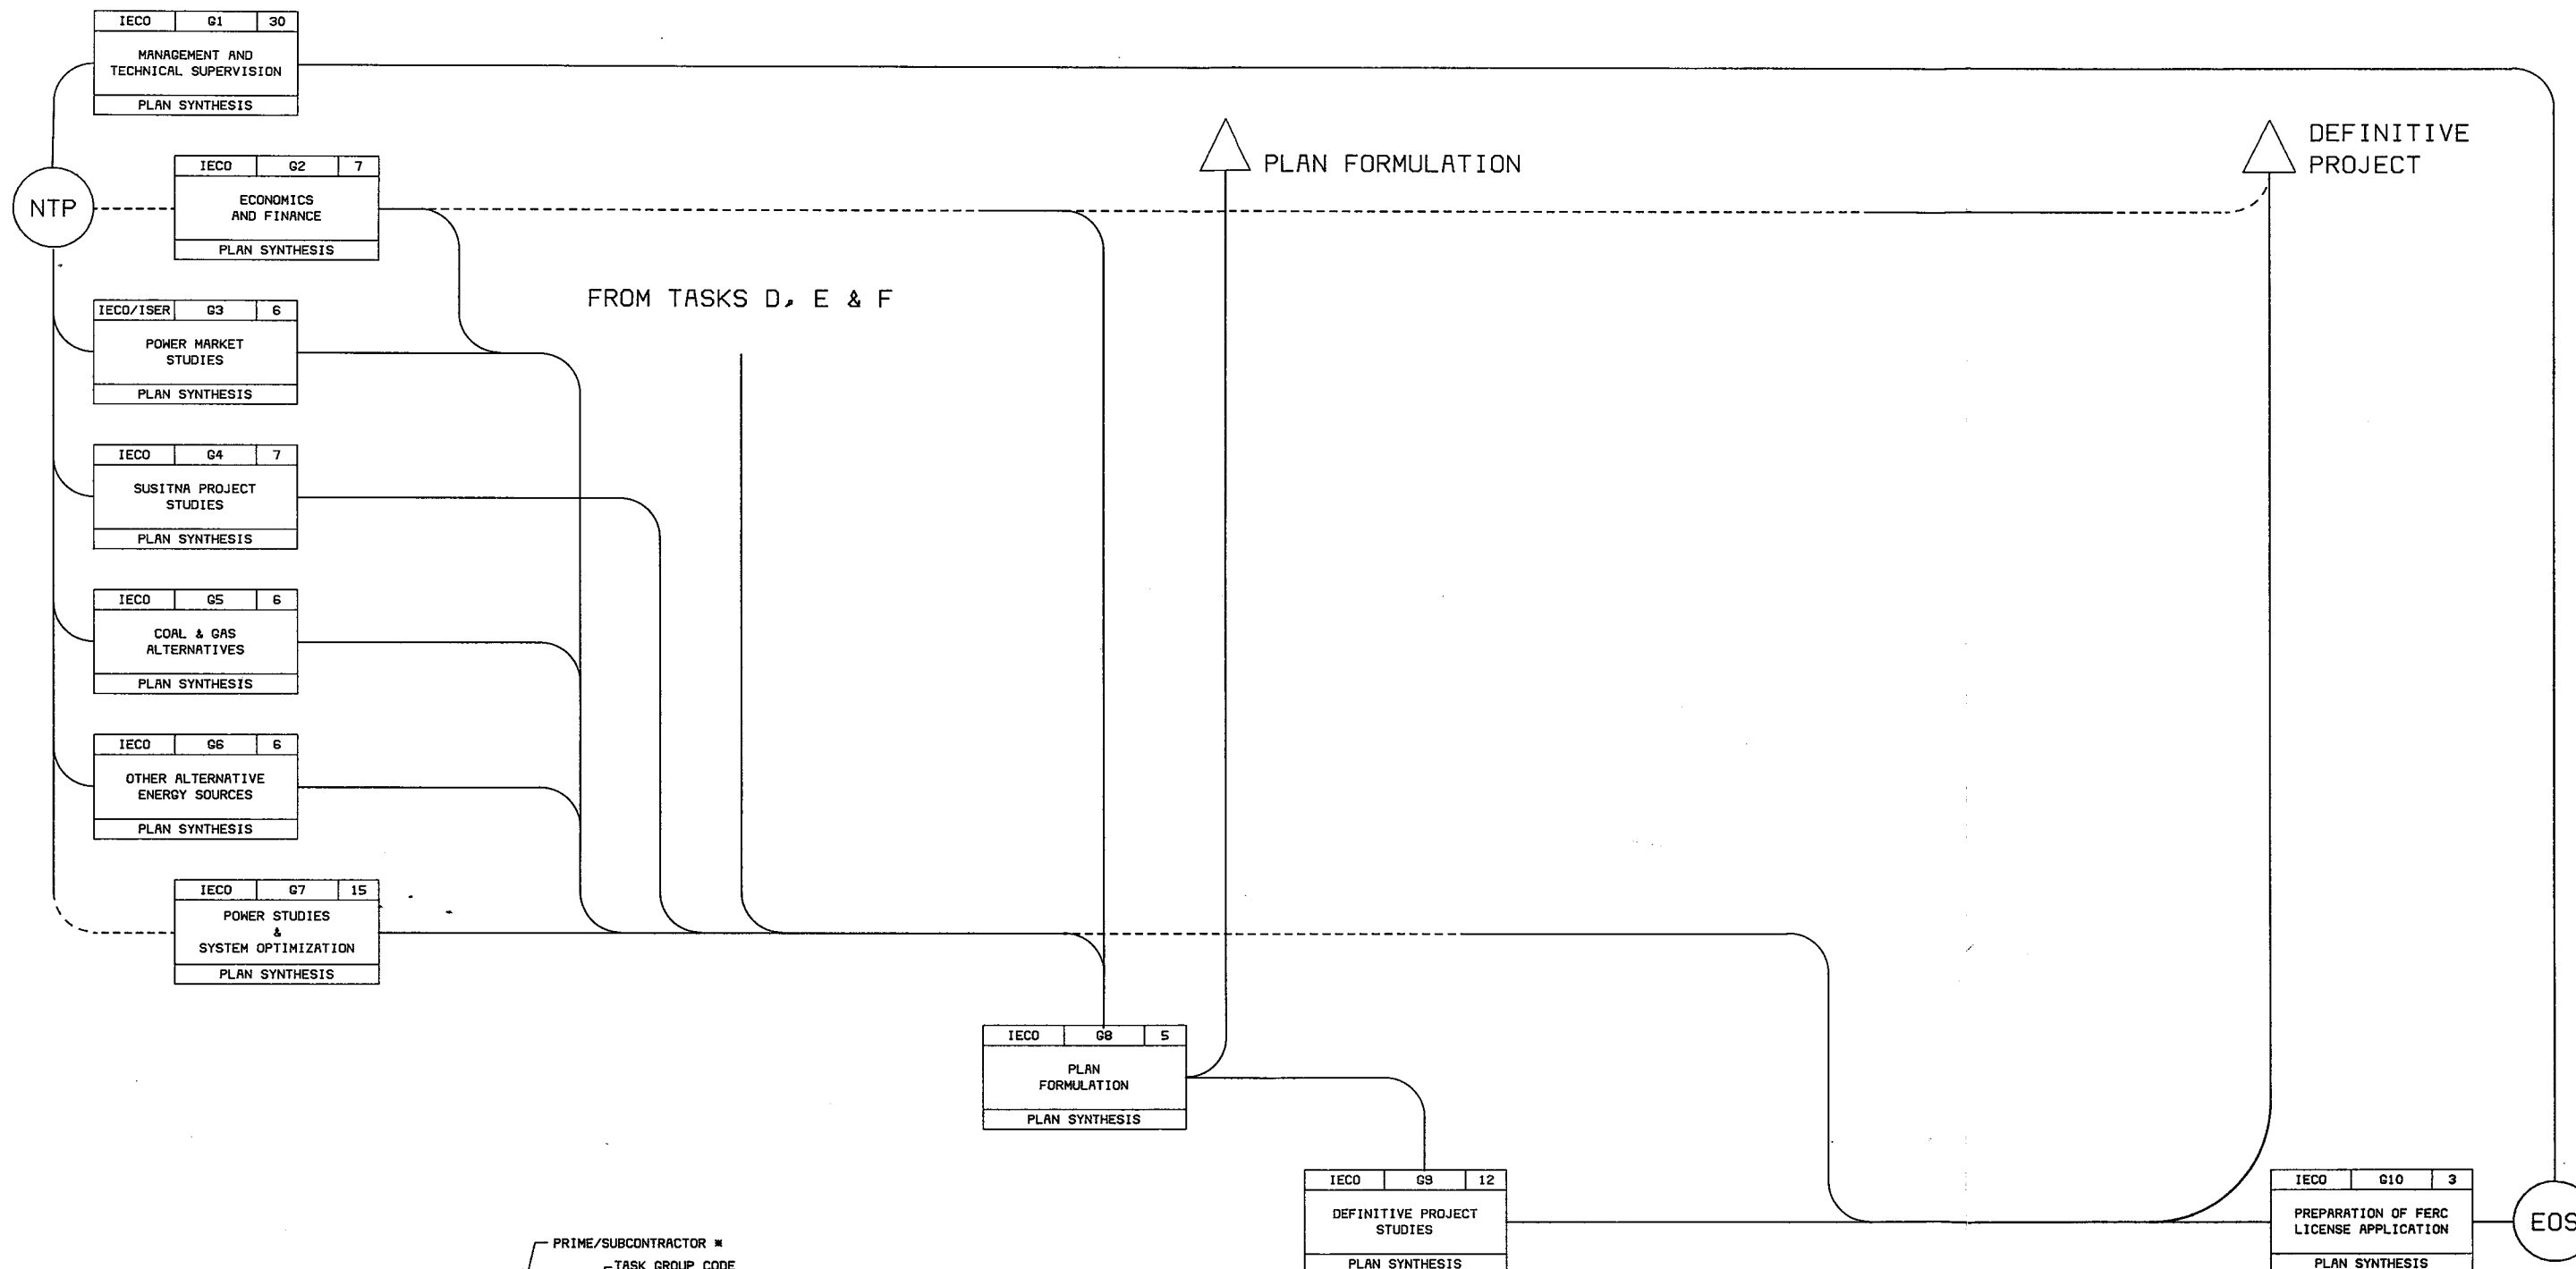 IECO G1 30
MANAGEMENT AND
TECHNICAL SUPERVISION
PLAN SYNTHESIS
NTP
IECO G2 7
ECONOMICS
AND FINANCE
PLAN SYNTHESIS
PLAN FORMULATION
DEFINITIVE
PROJECT
FROM TASKS D, E & F
IECO/ISER G3 6
POWER MARKET
STUDIES
PLAN SYNTHESIS
IECO G4 7
SUSITNA PROJECT
STUDIES
PLAN SYNTHESIS
IECO G5 6
COAL & GAS
ALTERNATIVES
PLAN SYNTHESIS
IECO G6 6
OTHER ALTERNATIVE
ENERGY SOURCES
PLAN SYNTHESIS
IECO G7 15
POWER STUDIES
&
SYSTEM OPTIMIZATION
PLAN SYNTHESIS
IECO G8 5
PLAN
FORMULATION
PLAN SYNTHESIS
IECO G9 12
DEFINITIVE PROJECT
STUDIES
PLAN SYNTHESIS
IECO G10 3
PREPARATION OF FERC
LICENSE APPLICATION
PLAN SYNTHESIS
EOS
PRIME/SUBCONTRACTOR *
TASK GROUP CODE